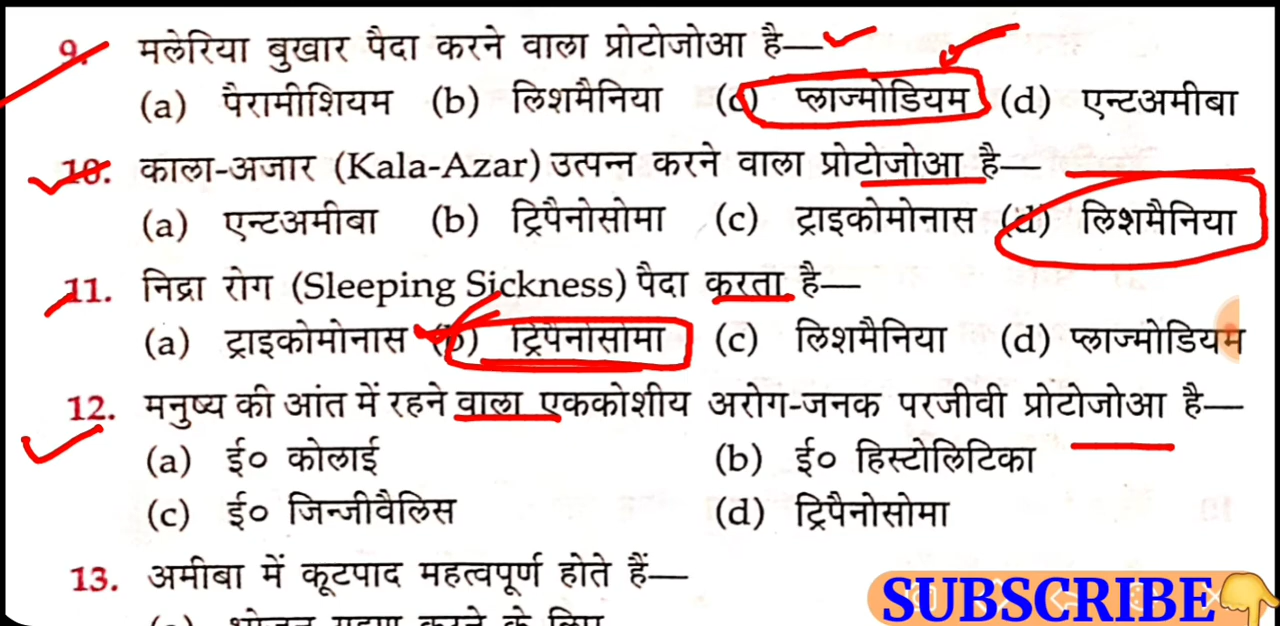 9. मलेरिया बुखार पैदा करने वाला प्रोटोजोआ है—
(a) पैरामीशियम (b) लिशमैनिया (c) प्लाज्मोडियम (d) एन्टअमीबा
10. काला-अजार (Kala-Azar) उत्पन्न करने वाला प्रोटोजोआ है—
(a) एन्टअमीबा (b) ट्रिपैनोसोमा (c) ट्राइकोमोनास (d) लिशमैनिया
11. निद्रा रोग (Sleeping Sickness) पैदा करता है—
(a) ट्राइकोमोनास (b) ट्रिपैनोसोमा (c) लिशमैनिया (d) प्लाज्मोडियम
12. मनुष्य की आंत में रहने वाला एककोशीय अरोग-जनक परजीवी प्रोटोजोआ है—
(a) ई० कोलाई (b) ई० हिस्टोलिटिका
(c) ई० जिन्जीवैलिस (d) ट्रिपैनोसोमा
13. अमीबा में कूटपाद महत्वपूर्ण होते हैं—
SUBSCRIBE